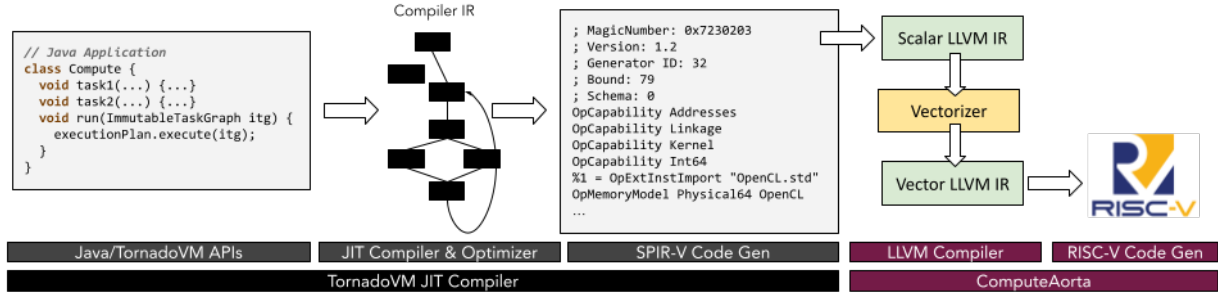 Compiler IR
// Java Application
class Compute {
void task1(...) {...}
void task2(...) {...}
void run(ImmutableTaskGraph itg) {
executionPlan.execute(itg);
}
}
; MagicNumber: 0x7230203
; Version: 1.2
; Generator ID: 32
; Bound: 79
; Schema: 0
OpCapability Addresses
OpCapability Linkage
OpCapability Kernel
OpCapability Int64
%1 = OpExtInstImport "OpenCL.std"
OpMemoryModel Physical64 OpenCL
...
Scalar LLVM IR
Vectorizer
Vector LLVM IR
RISC-V
Java/TornadoVM APIs
JIT Compiler & Optimizer
SPIR-V Code Gen
LLVM Compiler
RISC-V Code Gen
TornadoVM JIT Compiler
ComputeAorta